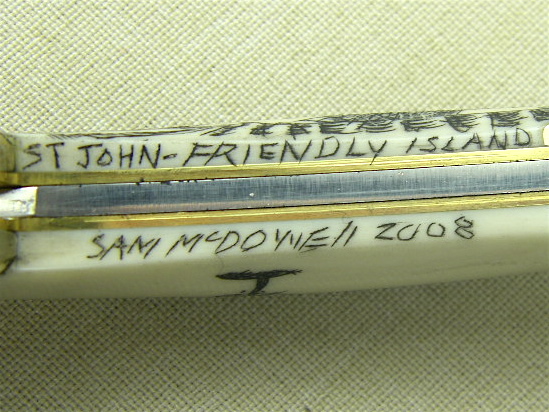 ST JOHN-FRIENDLY ISLAND
SAM McDOWEll 2008